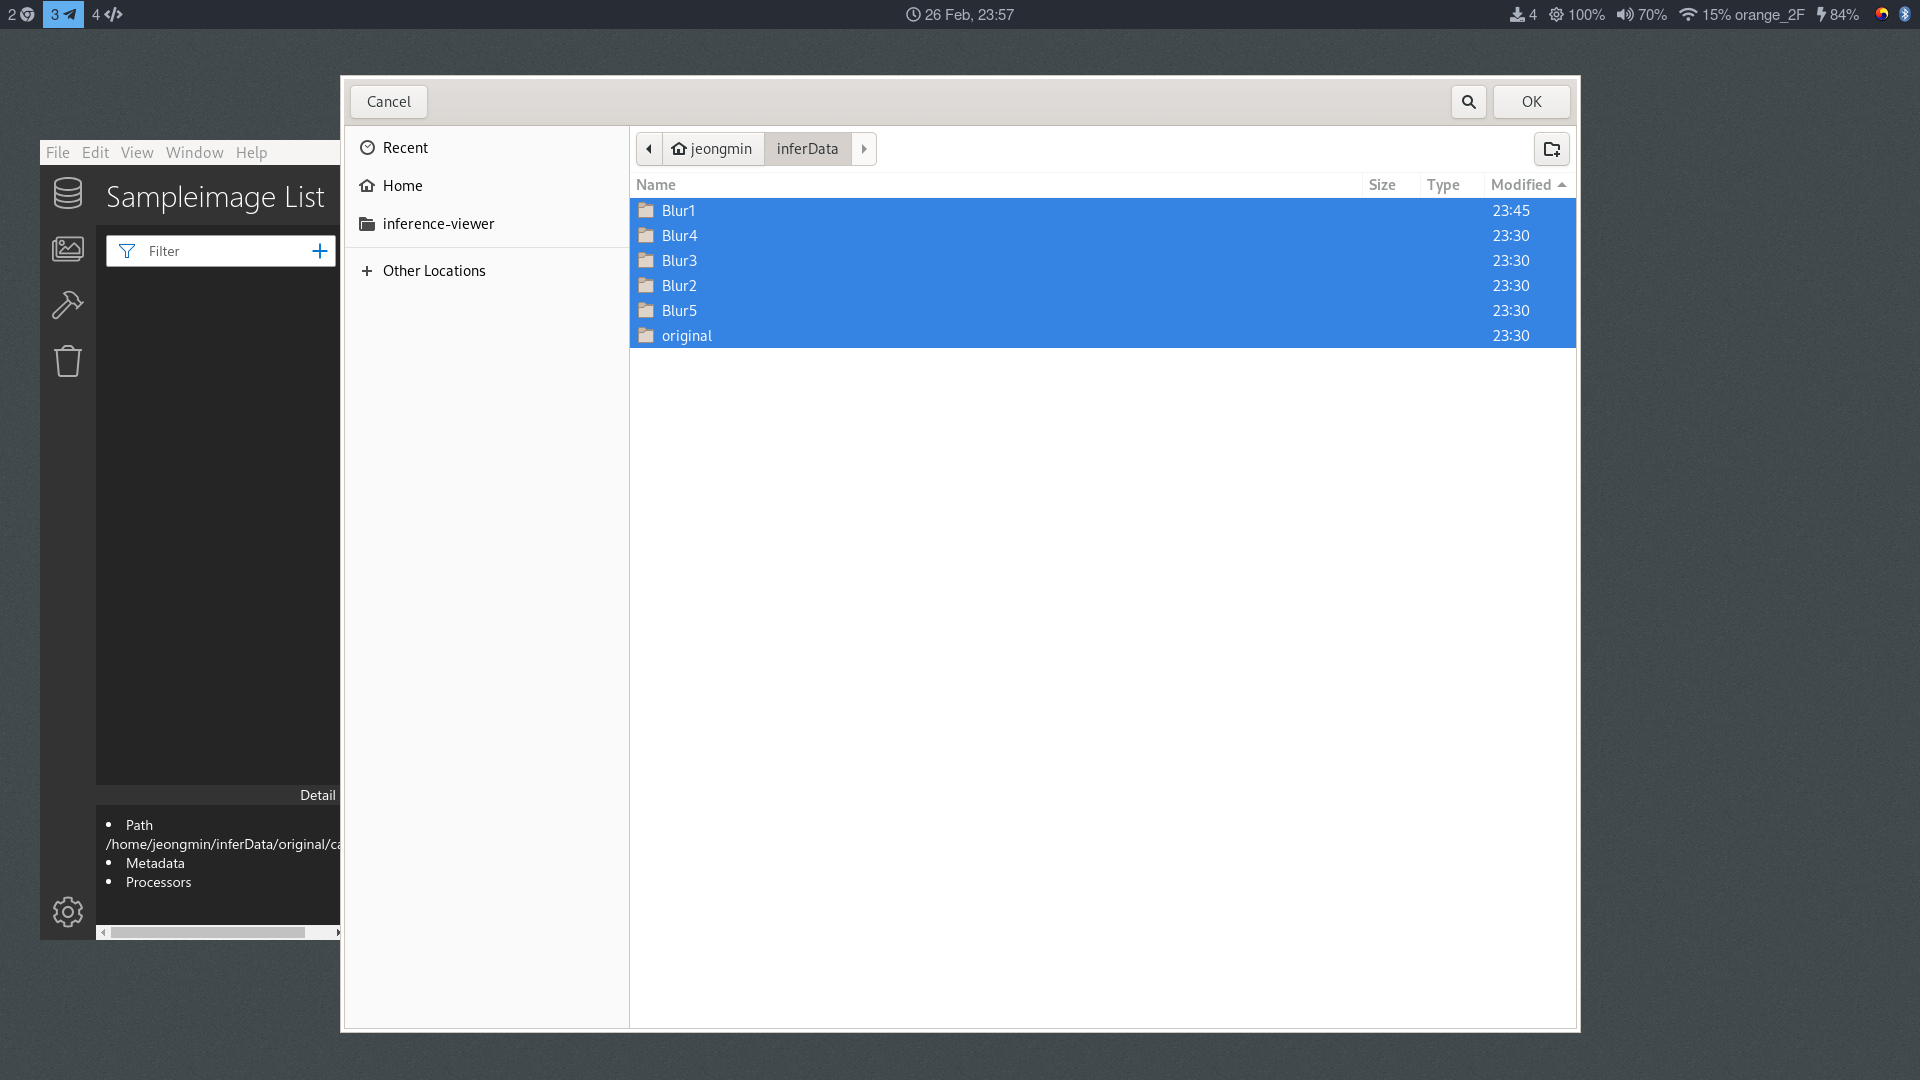 2 3 4 26 Feb, 23:57 4 100% 70% 15% orange_2F 84%
Cancel OK
File Edit View Window Help
Sampleimage List
Filter
Detail
Path
/home/jeongmin/inferData/original/ca
Metadata
Processors
Recent
Home
inference-viewer
Other Locations
jeongmin inferData
Name Size Type Modified
Blur1 23:45
Blur4 23:30
Blur3 23:30
Blur2 23:30
Blur5 23:30
original 23:30